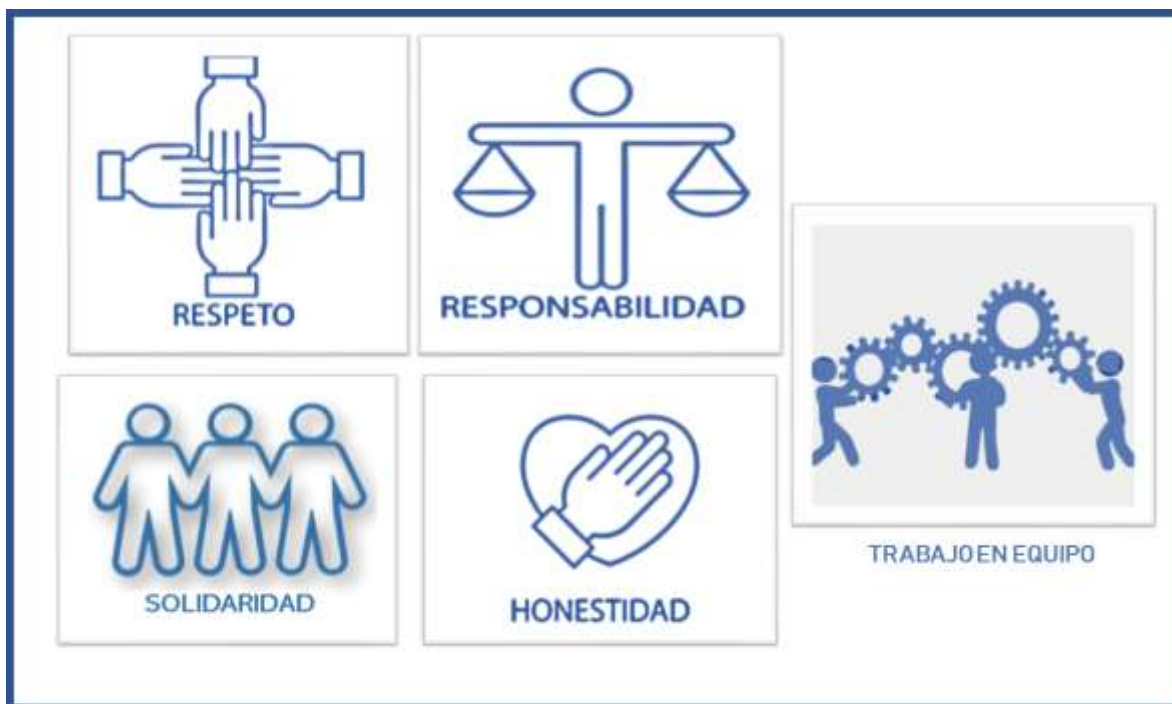 RESPETO
RESPONSABILIDAD
SOLIDARIDAD
HONESTIDAD
TRABAJO EN EQUIPO